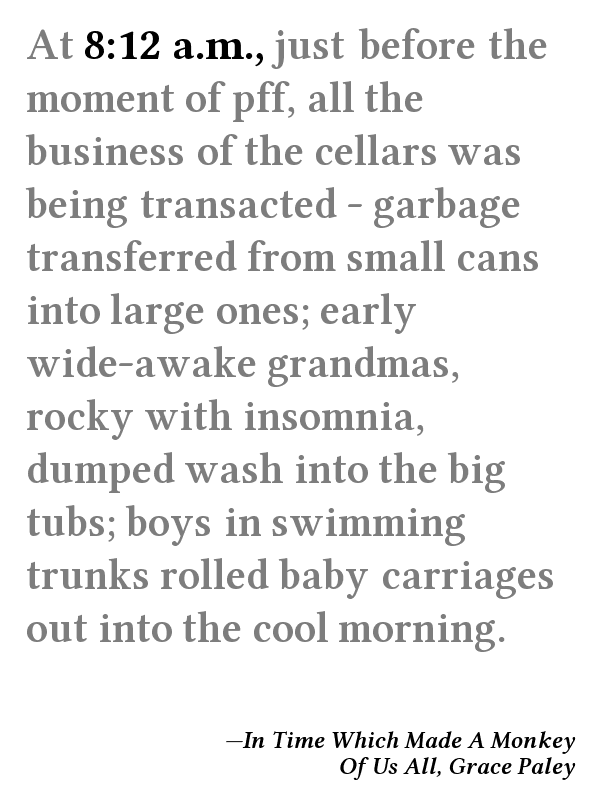 At 8:12 a.m., just before the
moment of pff, all the
business of the cellars was
being transacted - garbage
transferred from small cans
into large ones; early
wide-awake grandmas,
rocky with insomnia,
dumped wash into the big
tubs; boys in swimming
trunks rolled baby carriages
out into the cool morning.
—In Time Which Made A Monkey
Of Us All, Grace Paley